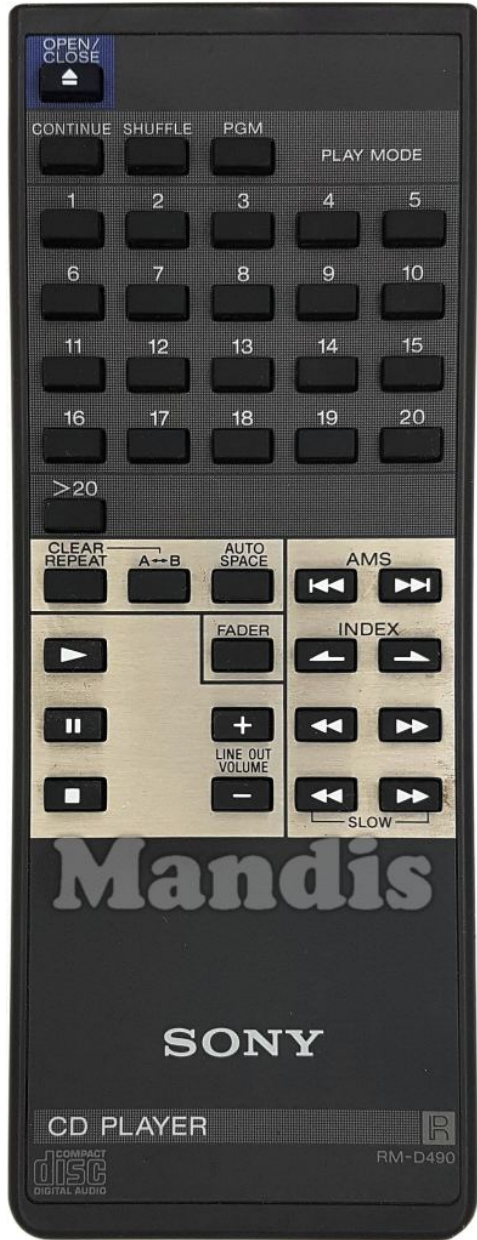 OPEN/
CLOSE
CONTINUE SHUFFLE PGM
PLAY MODE
1 2 3 4 5
6 7 8 9 10
11 12 13 14 15
16 17 18 19 20
>20
CLEAR
REPEAT A↔B AUTO
SPACE
AMS
FADER
INDEX
+
LINE OUT
VOLUME
−
SLOW
Mandis
SONY
CD PLAYER
R
RM-D490
COMPACT
disc
DIGITAL AUDIO